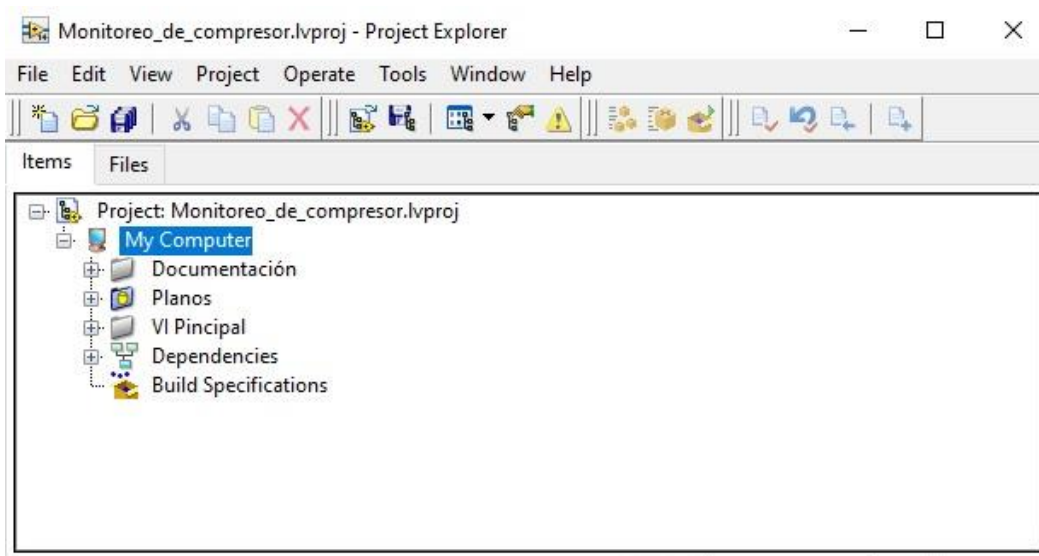 Monitoreo_de_compresor.lvproj - Project Explorer
File Edit View Project Operate Tools Window Help
Items Files
Project: Monitoreo_de_compresor.lvproj
My Computer
Documentación
Planos
VI Pincipal
Dependencies
Build Specifications